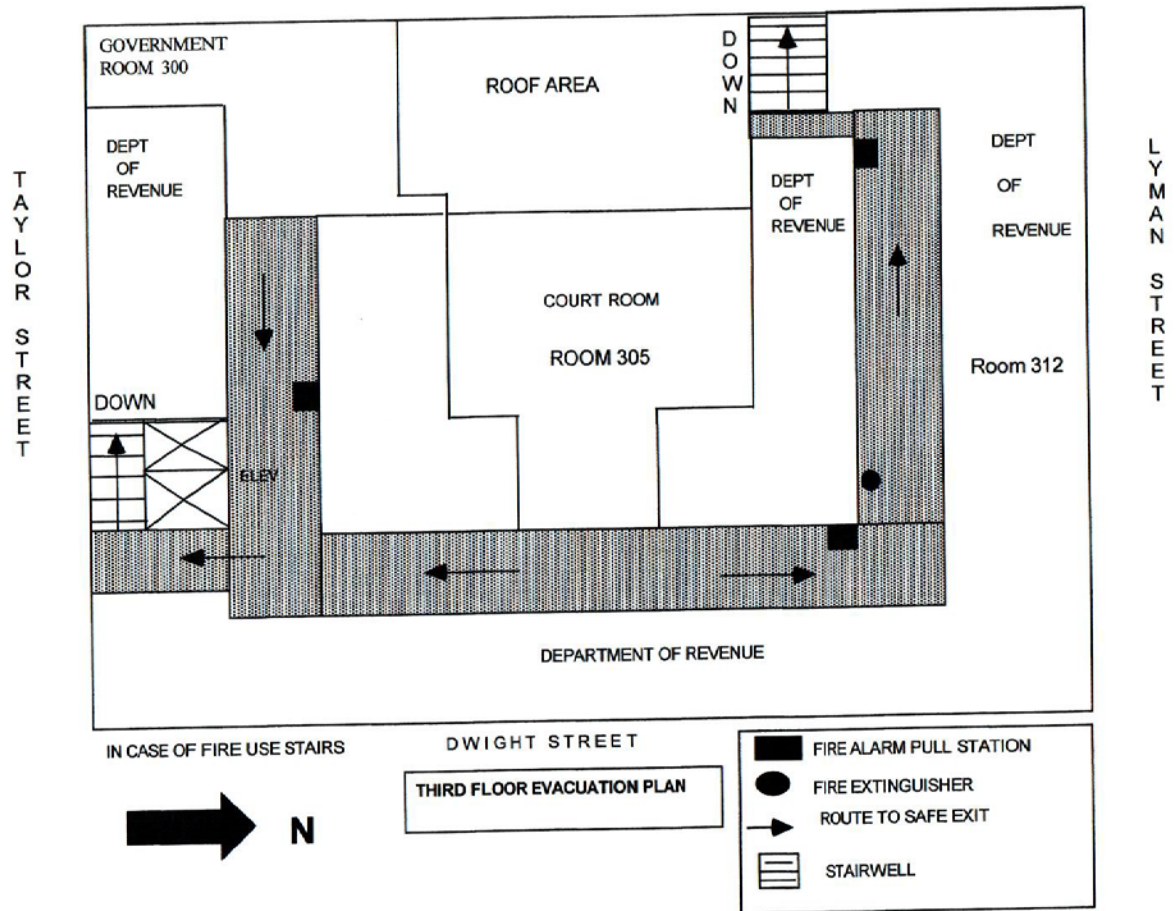 GOVERNMENT
ROOM 300
ROOF AREA
DOWN
DEPT
OF
REVENUE
DEPT
OF
REVENUE
DEPT
OF
REVENUE
TAYLOR STREET
LYMAN STREET
COURT ROOM
ROOM 305
Room 312
DOWN
ELEV
DEPARTMENT OF REVENUE
IN CASE OF FIRE USE STAIRS
DWIGHT STREET
THIRD FLOOR EVACUATION PLAN
N
FIRE ALARM PULL STATION
FIRE EXTINGUISHER
ROUTE TO SAFE EXIT
STAIRWELL